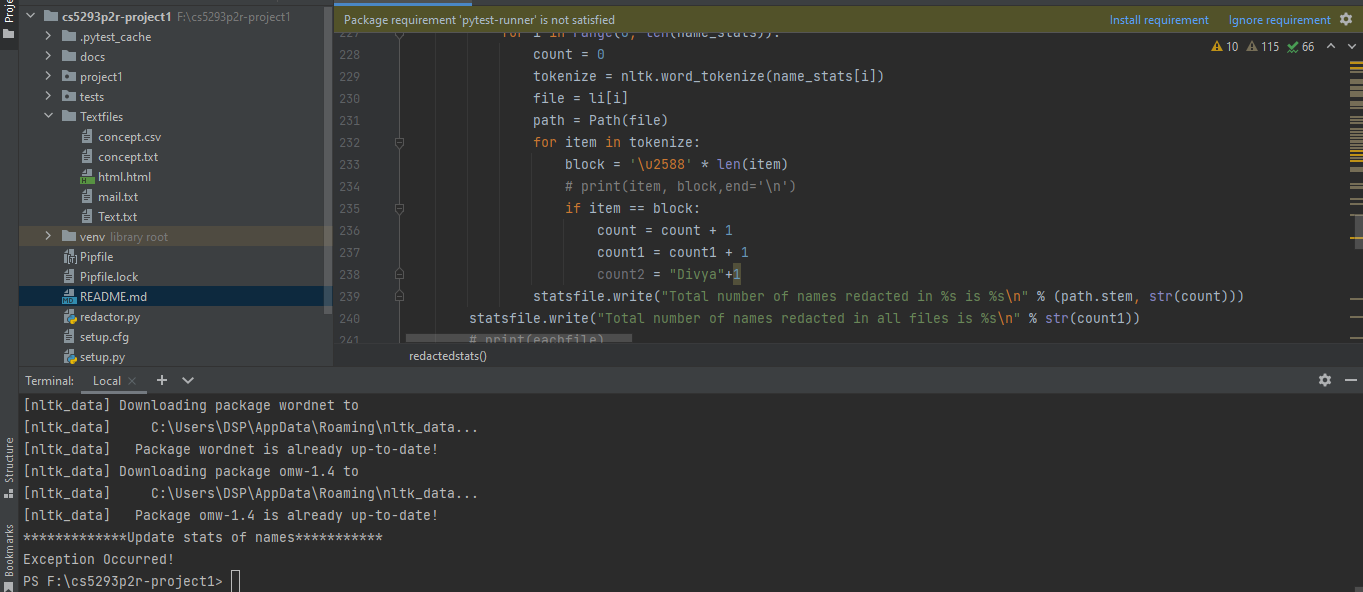 Project
cs5293p2r-project1 F:\cs5293p2r-project1
.pytest_cache
docs
project1
tests
Textfiles
concept.csv
concept.txt
html.html
mail.txt
Text.txt
venv library root
Pipfile
Pipfile.lock
README.md
redactor.py
setup.cfg
setup.py
Package requirement 'pytest-runner' is not satisfied
Install requirement Ignore requirement
10 115 66
227 for i in range(0, len(name_stats)):
228 count = 0
229 tokenize = nltk.word_tokenize(name_stats[i])
230 file = li[i]
231 path = Path(file)
232 for item in tokenize:
233 block = '\u2588' * len(item)
234 # print(item, block,end='\n')
235 if item == block:
236 count = count + 1
237 count1 = count1 + 1
238 count2 = "Divya"+1
239 statsfile.write("Total number of names redacted in %s is %s\n" % (path.stem, str(count)))
240 statsfile.write("Total number of names redacted in all files is %s\n" % str(count1))
241 # print(eachfile)
redactedstats()
Terminal: Local
[nltk_data] Downloading package wordnet to
[nltk_data]     C:\Users\DSP\AppData\Roaming\nltk_data...
[nltk_data]   Package wordnet is already up-to-date!
[nltk_data] Downloading package omw-1.4 to
[nltk_data]     C:\Users\DSP\AppData\Roaming\nltk_data...
[nltk_data]   Package omw-1.4 is already up-to-date!
*************Update stats of names***********
Exception Occurred!
PS F:\cs5293p2r-project1>
Structure
Bookmarks